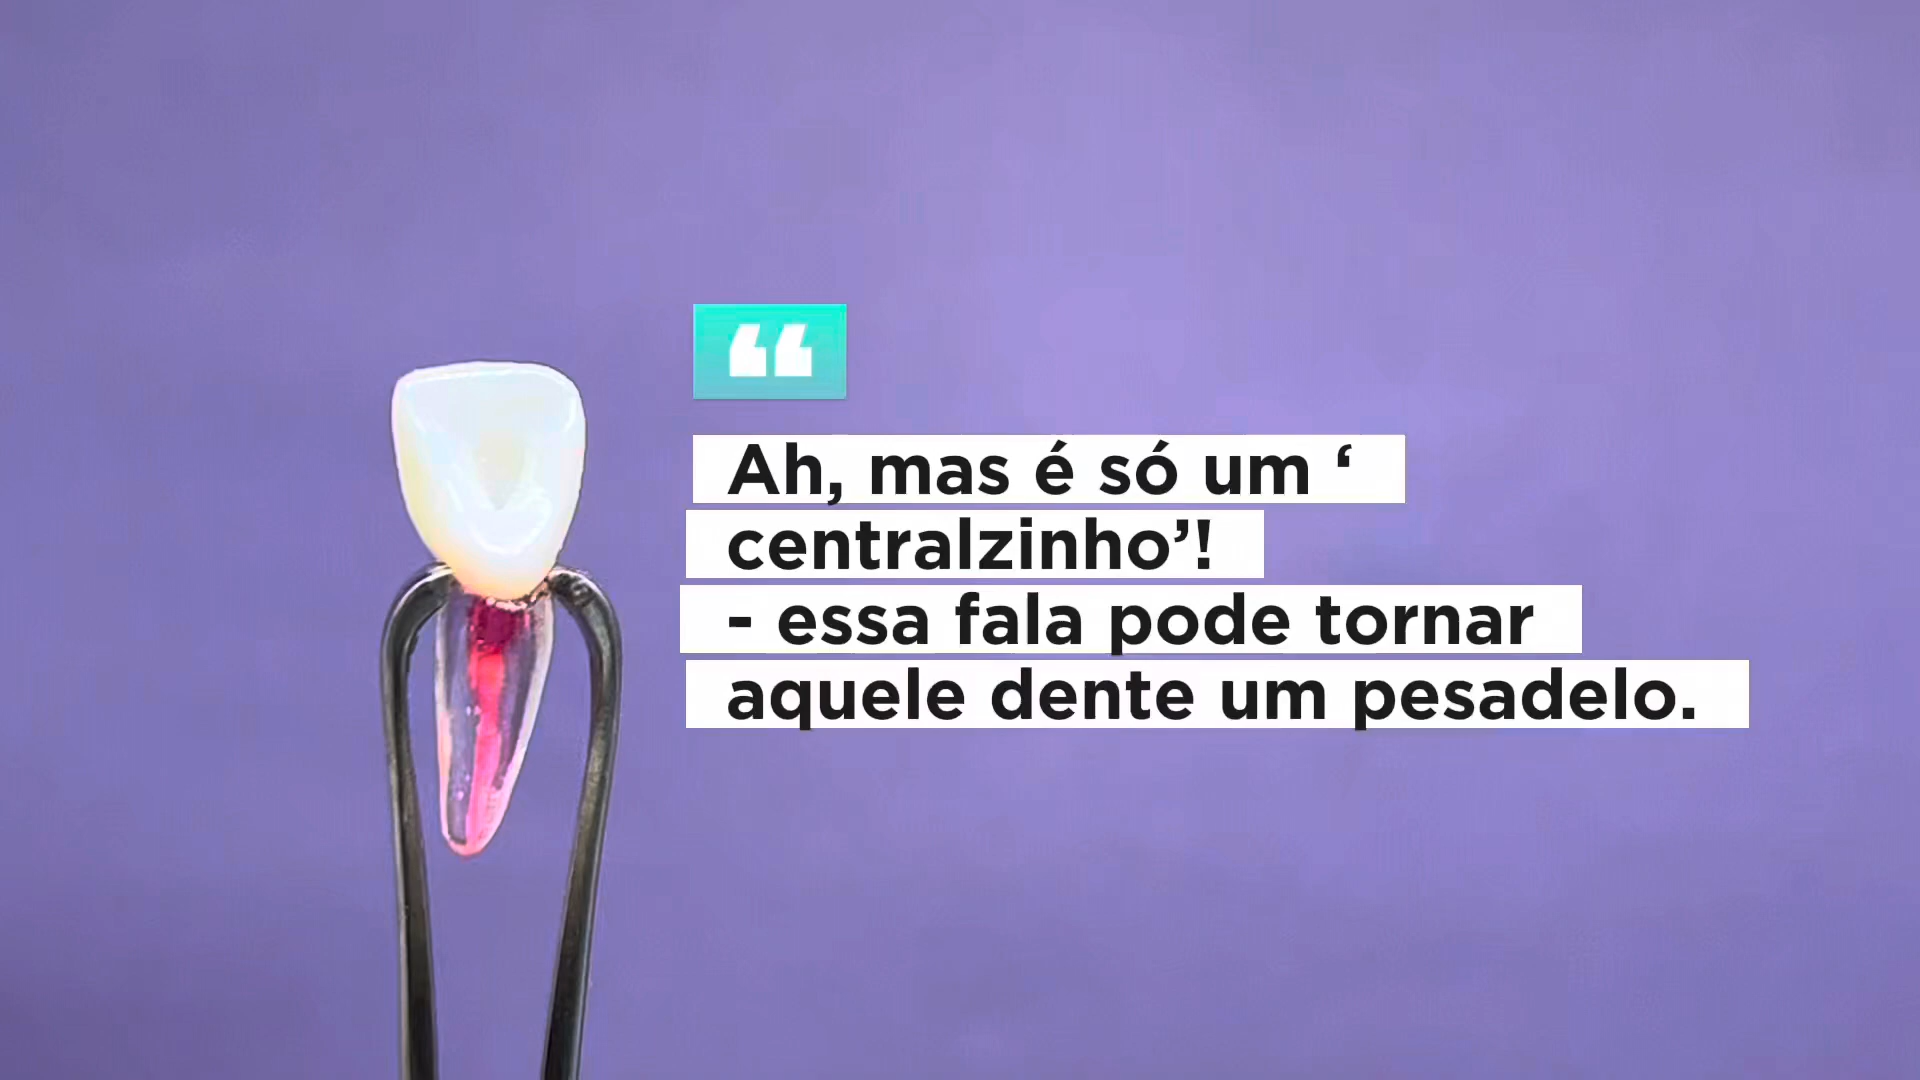 “
Ah, mas é só um ‘
centralzinho’!
- essa fala pode tornar
aquele dente um pesadelo.